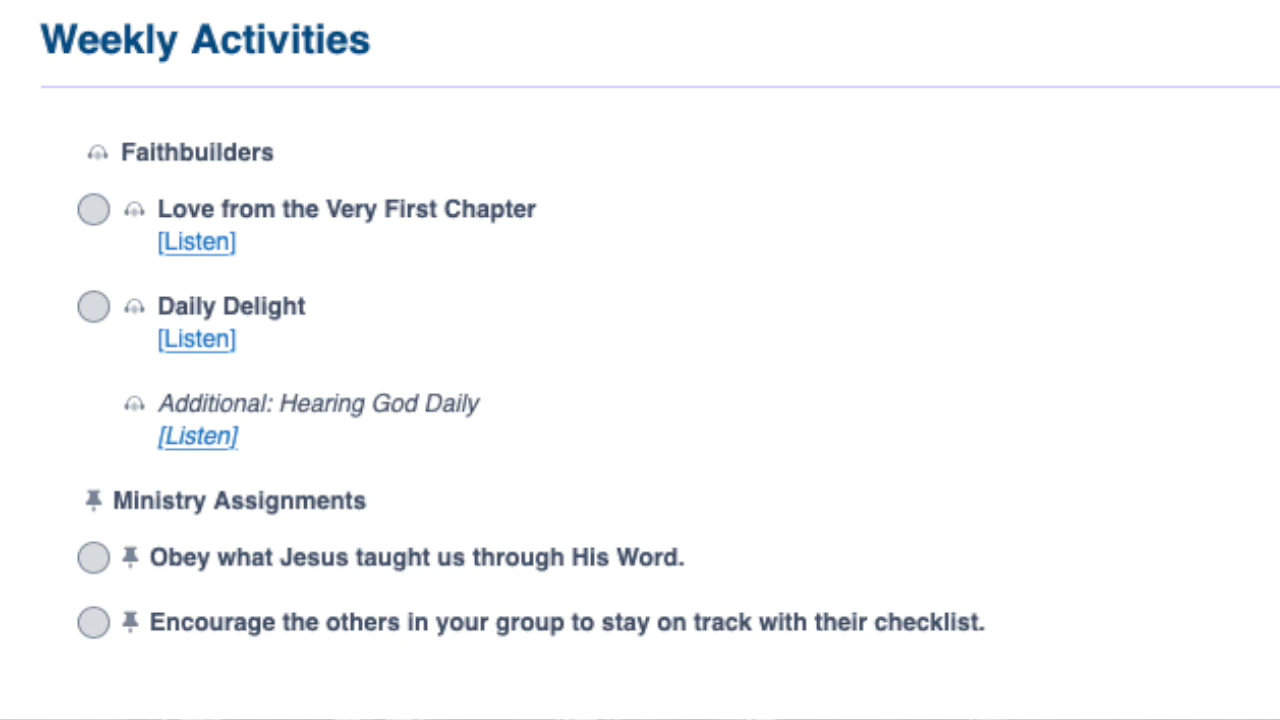 Weekly Activities
Faithbuilders
Love from the Very First Chapter
[Listen]
Daily Delight
[Listen]
Additional: Hearing God Daily
[Listen]
Ministry Assignments
Obey what Jesus taught us through His Word.
Encourage the others in your group to stay on track with their checklist.